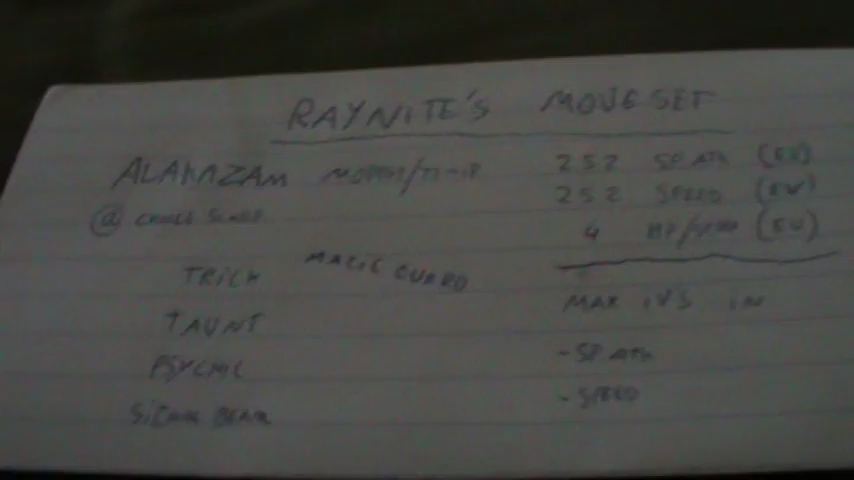 RAYNITE'S MOVESET
ALAKAZAM
252 SP. ATK (EV)
252 SPEED (EV)
4 (EV)
TRICK MAGIC GUARD
TAUNT
PSYCHIC
BEAM
MAX IVS IN
- SP. ATK
- SPEED